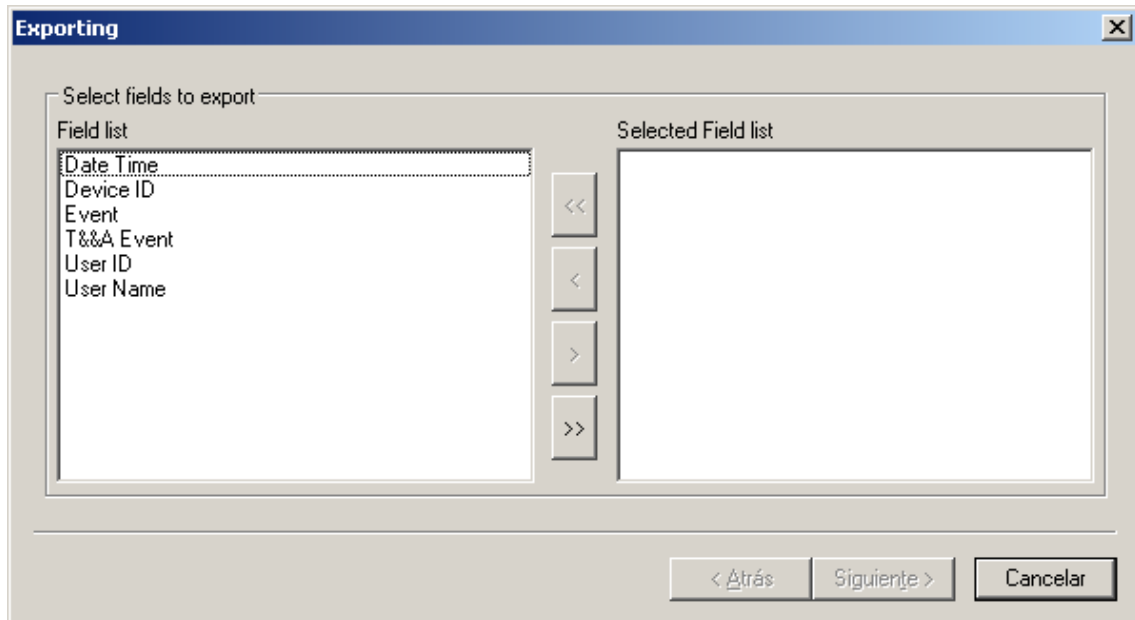 Exporting
Select fields to export
Field list
Selected Field list
Date Time
Device ID
Event
T&&A Event
User ID
User Name
<<
<
>
>>
< Atrás
Siguiente >
Cancelar